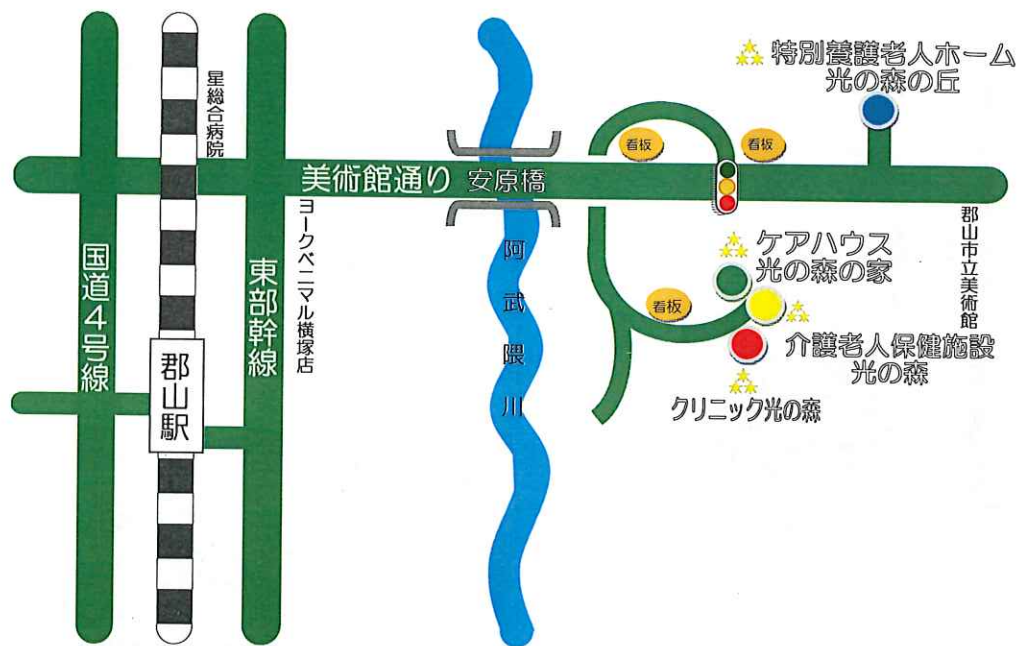 特別養護老人ホーム
光の森の丘
星総合病院
看板
看板
美術館通り
安原橋
国道4号線
東部幹線
ヨークベニマル横塚店
阿武隈川
ケアハウス
光の森の家
郡山市立美術館
看板
郡山駅
介護老人保健施設
光の森
クリニック光の森